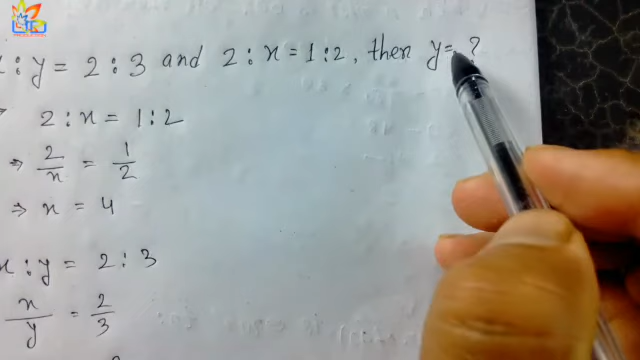 : y = 2 : 3 and 2 : x = 1 : 2, then y = ?
2 : x = 1 : 2
⇒ 2/x = 1/2
⇒ x = 4
x : y = 2 : 3
x/y = 2/3